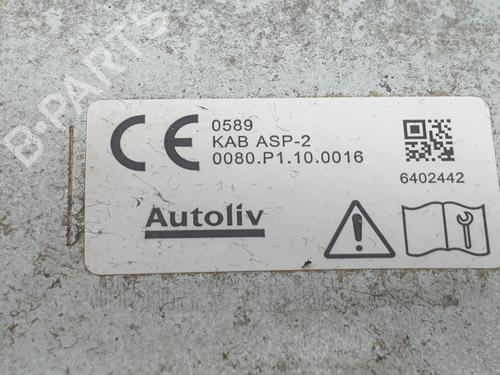 B-PARTS
CE
0589
KAB ASP-2
0080.P1.10.0016
6402442
Autoliv